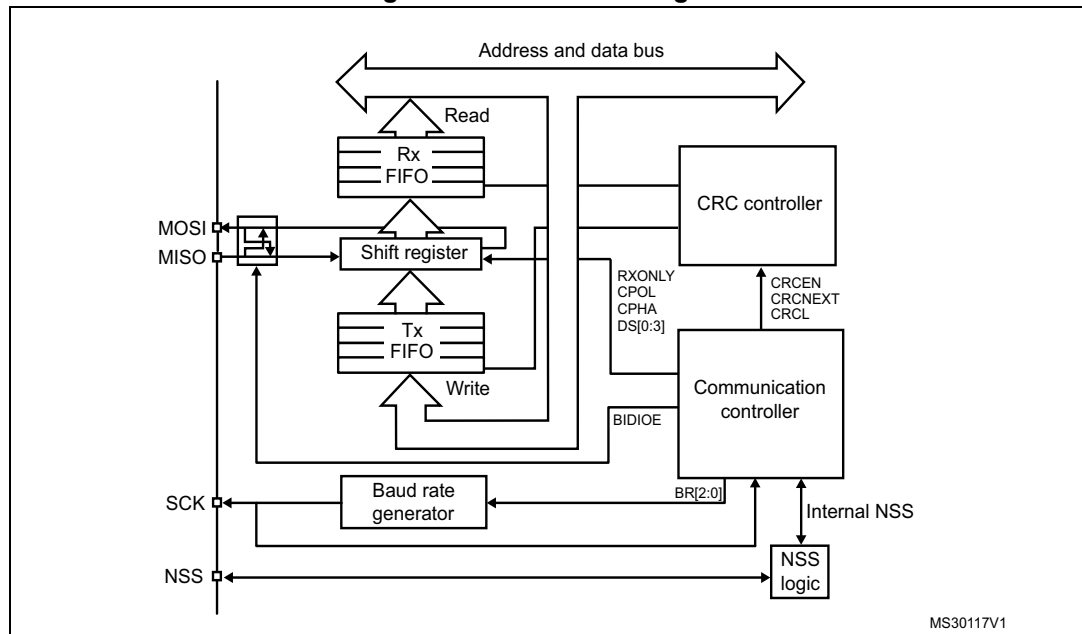 Address and data bus
Read
Rx
FIFO
CRC controller
MOSI
MISO
Shift register
RXONLY
CPOL
CPHA
DS[0:3]
CRCEN
CRCNEXT
CRCL
Tx
FIFO
Write
Communication
controller
BIDIOE
SCK
Baud rate
generator
BR[2:0]
Internal NSS
NSS
NSS
logic
MS30117V1